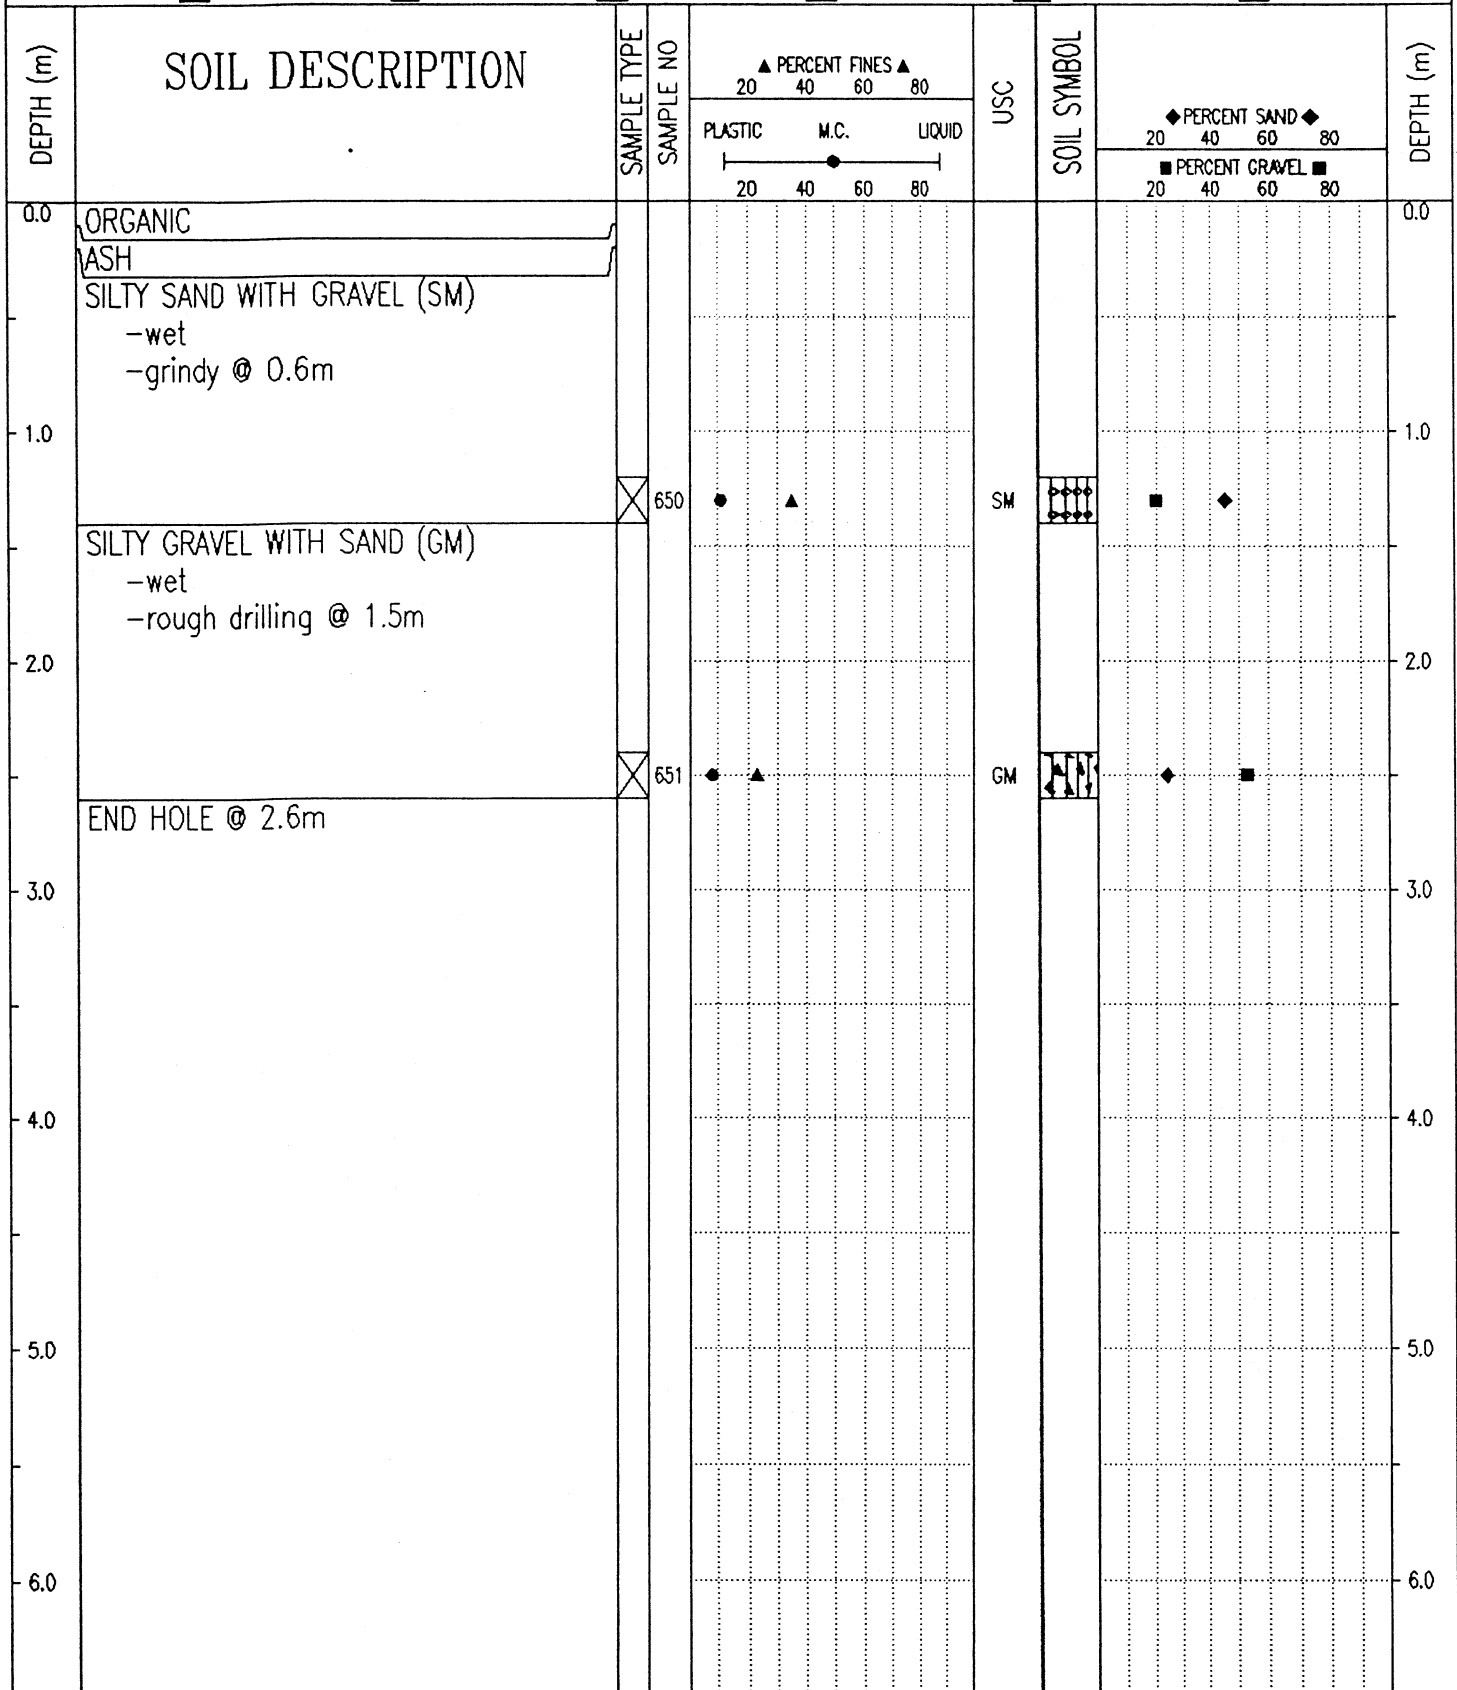 DEPTH (m)
SOIL DESCRIPTION
SAMPLE TYPE
SAMPLE NO
▲ PERCENT FINES ▲
20 40 60 80
PLASTIC M.C. LIQUID
20 40 60 80
USC
SOIL SYMBOL
◆ PERCENT SAND ◆
20 40 60 80
■ PERCENT GRAVEL ■
20 40 60 80
DEPTH (m)
0.0 ORGANIC 0.0
ASH
SILTY SAND WITH GRAVEL (SM)
-wet
-grindy @ 0.6m
1.0 1.0
650 SM
SILTY GRAVEL WITH SAND (GM)
-wet
-rough drilling @ 1.5m
2.0 2.0
651 GM
END HOLE @ 2.6m
3.0 3.0
4.0 4.0
5.0 5.0
6.0 6.0